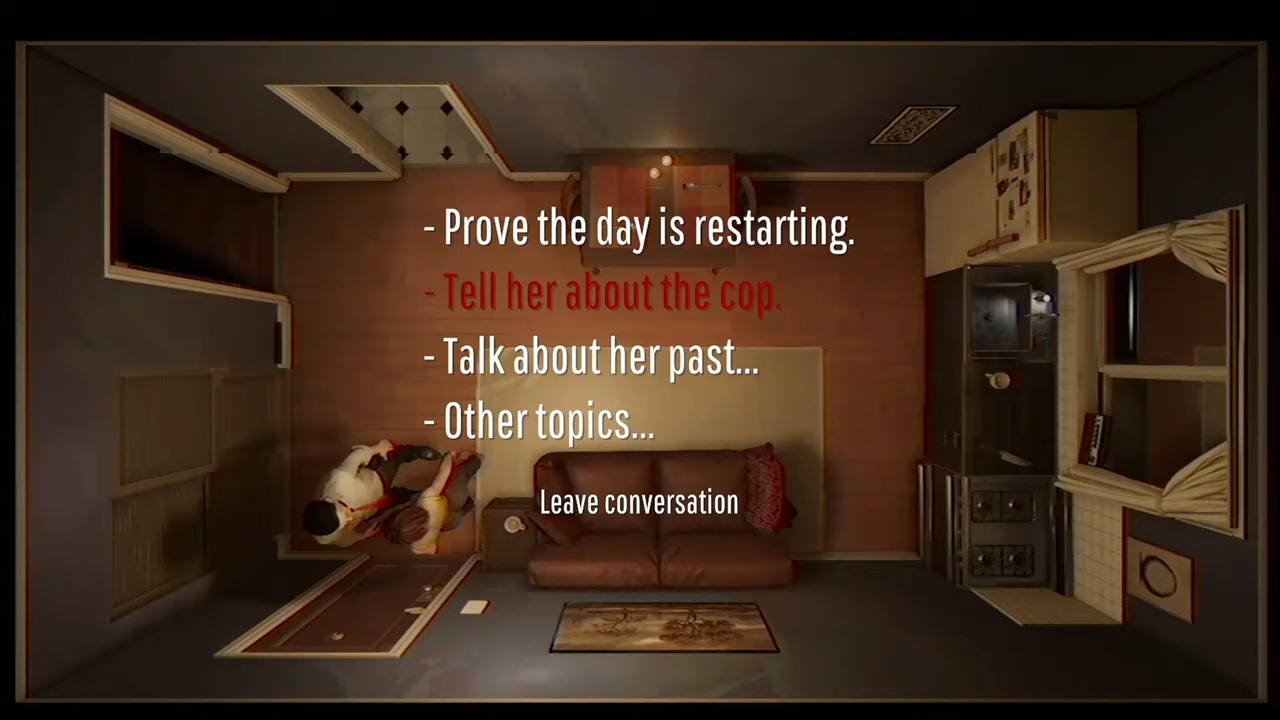 - Prove the day is restarting.
- Tell her about the cop.
- Talk about her past...
- Other topics...
Leave conversation